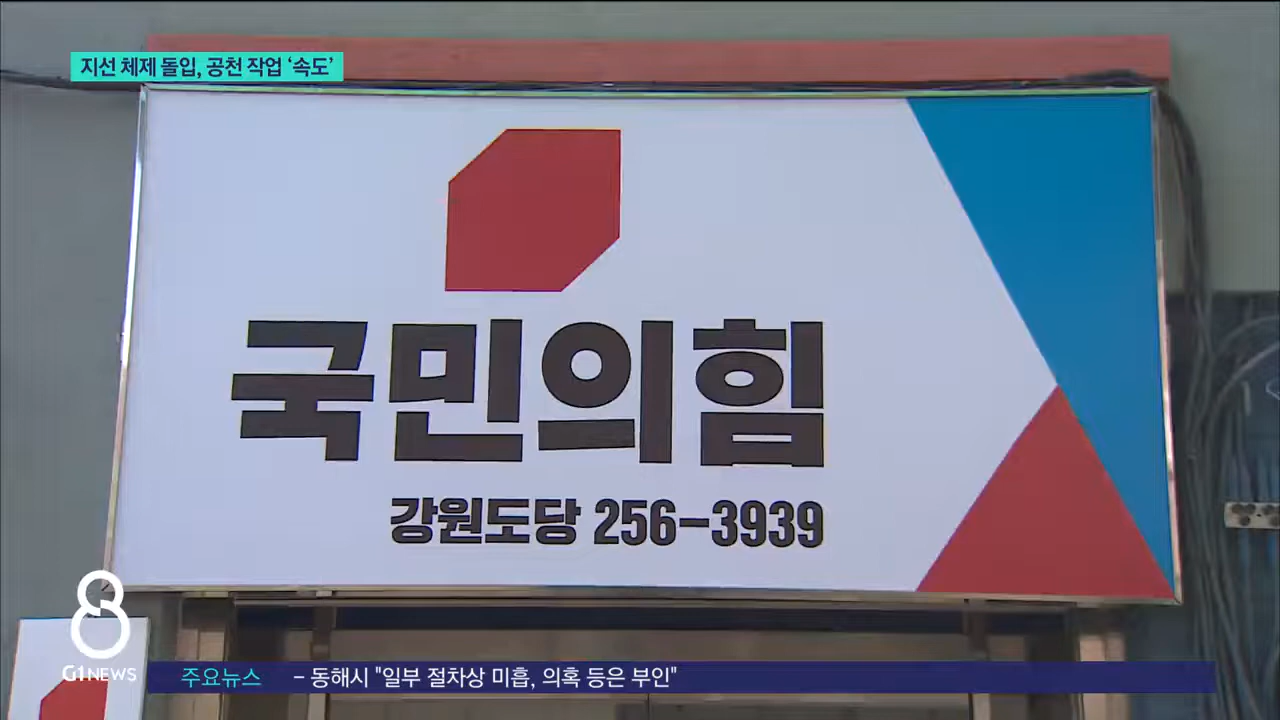 지선 체제 돌입, 공천 작업 ‘속도’
국민의힘
강원도당 256-3939
8
G1NEWS
주요뉴스 - 동해시 "일부 절차상 미흡, 의혹 등은 부인"